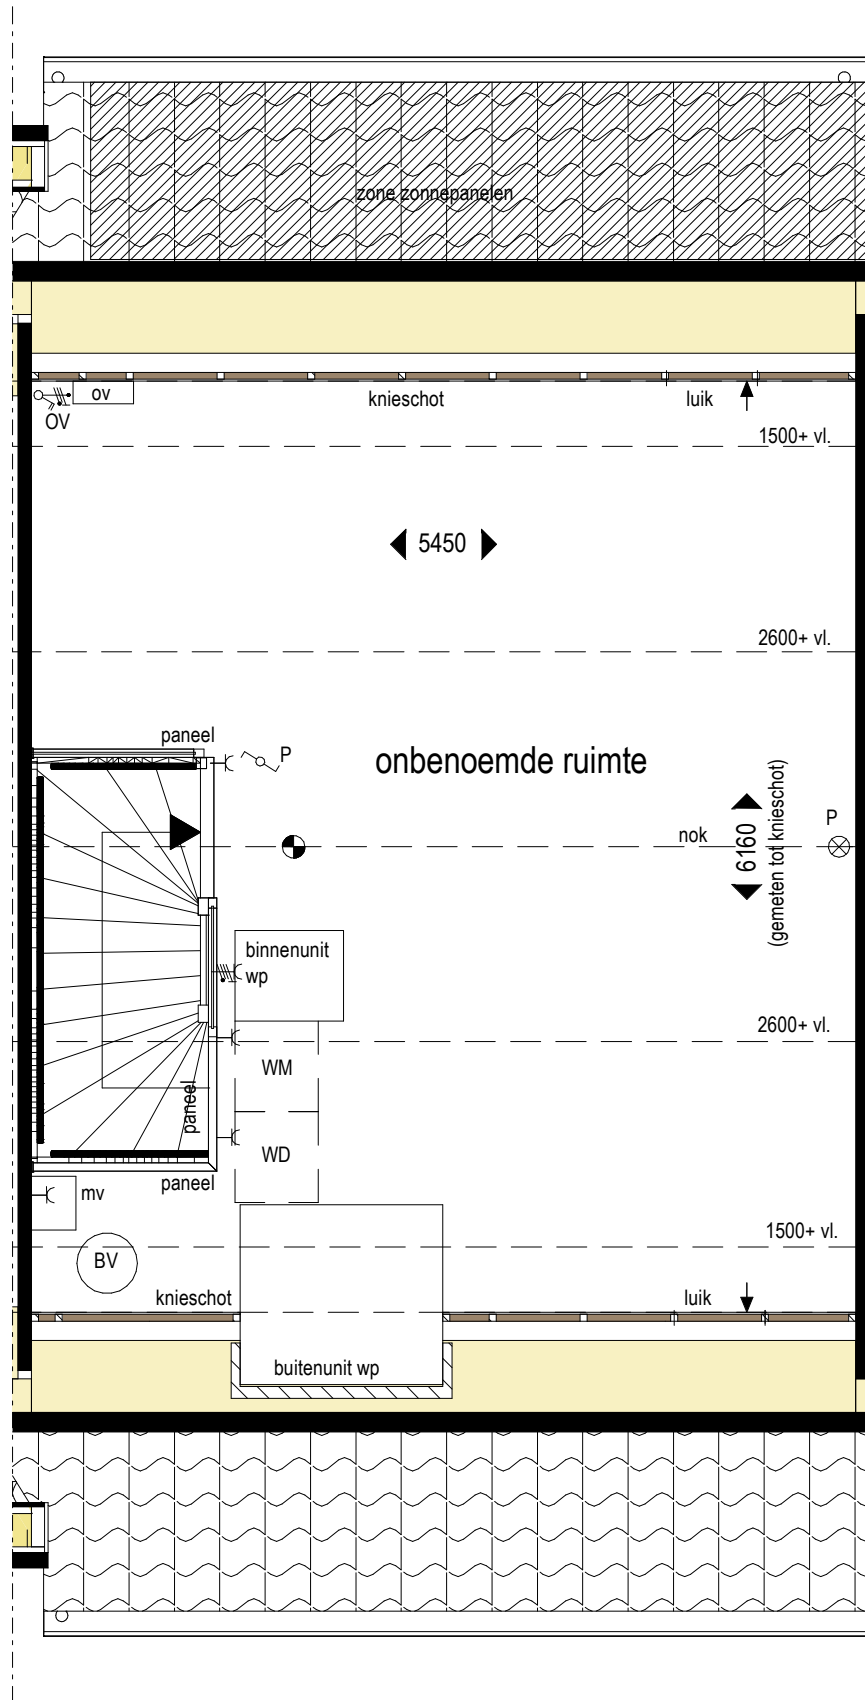 zone zonnepanelen
ov
OV
knieschot
luik
1500+ vl.
5450
2600+ vl.
paneel
P
onbenoemde ruimte
nok
6160
(gemeten tot knieschot)
P
binnenunit
wp
2600+ vl.
WM
paneel
WD
paneel
mv
1500+ vl.
BV
knieschot
luik
buitenunit wp